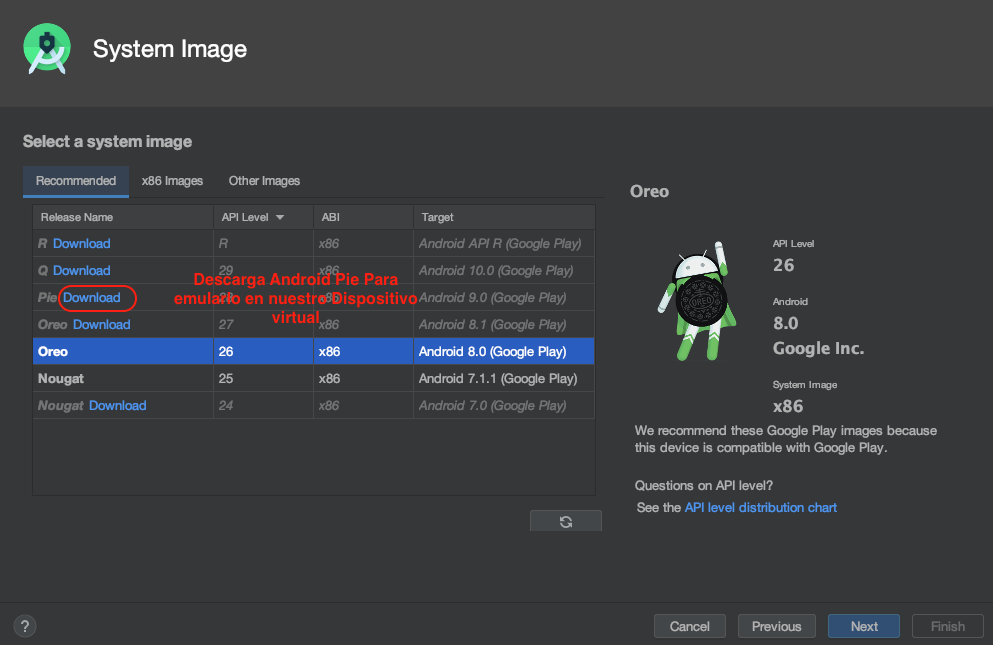 System Image
Select a system image
Recommended x86 Images Other Images
Release Name API Level ABI Target
R Download R x86 Android API R (Google Play)
Q Download 29 x86 Android 10.0 (Google Play)
Pie Download 28 x86 Android 9.0 (Google Play)
Descarga Android Pie Para
emularlo en nuestro Dispositivo
virtual
Oreo Download 27 x86 Android 8.1 (Google Play)
Oreo 26 x86 Android 8.0 (Google Play)
Nougat 25 x86 Android 7.1.1 (Google Play)
Nougat Download 24 x86 Android 7.0 (Google Play)
Oreo
OREO
API Level
26
Android
8.0
Google Inc.
System Image
x86
We recommend these Google Play images because
this device is compatible with Google Play.
Questions on API level?
See the API level distribution chart
? Cancel Previous Next Finish